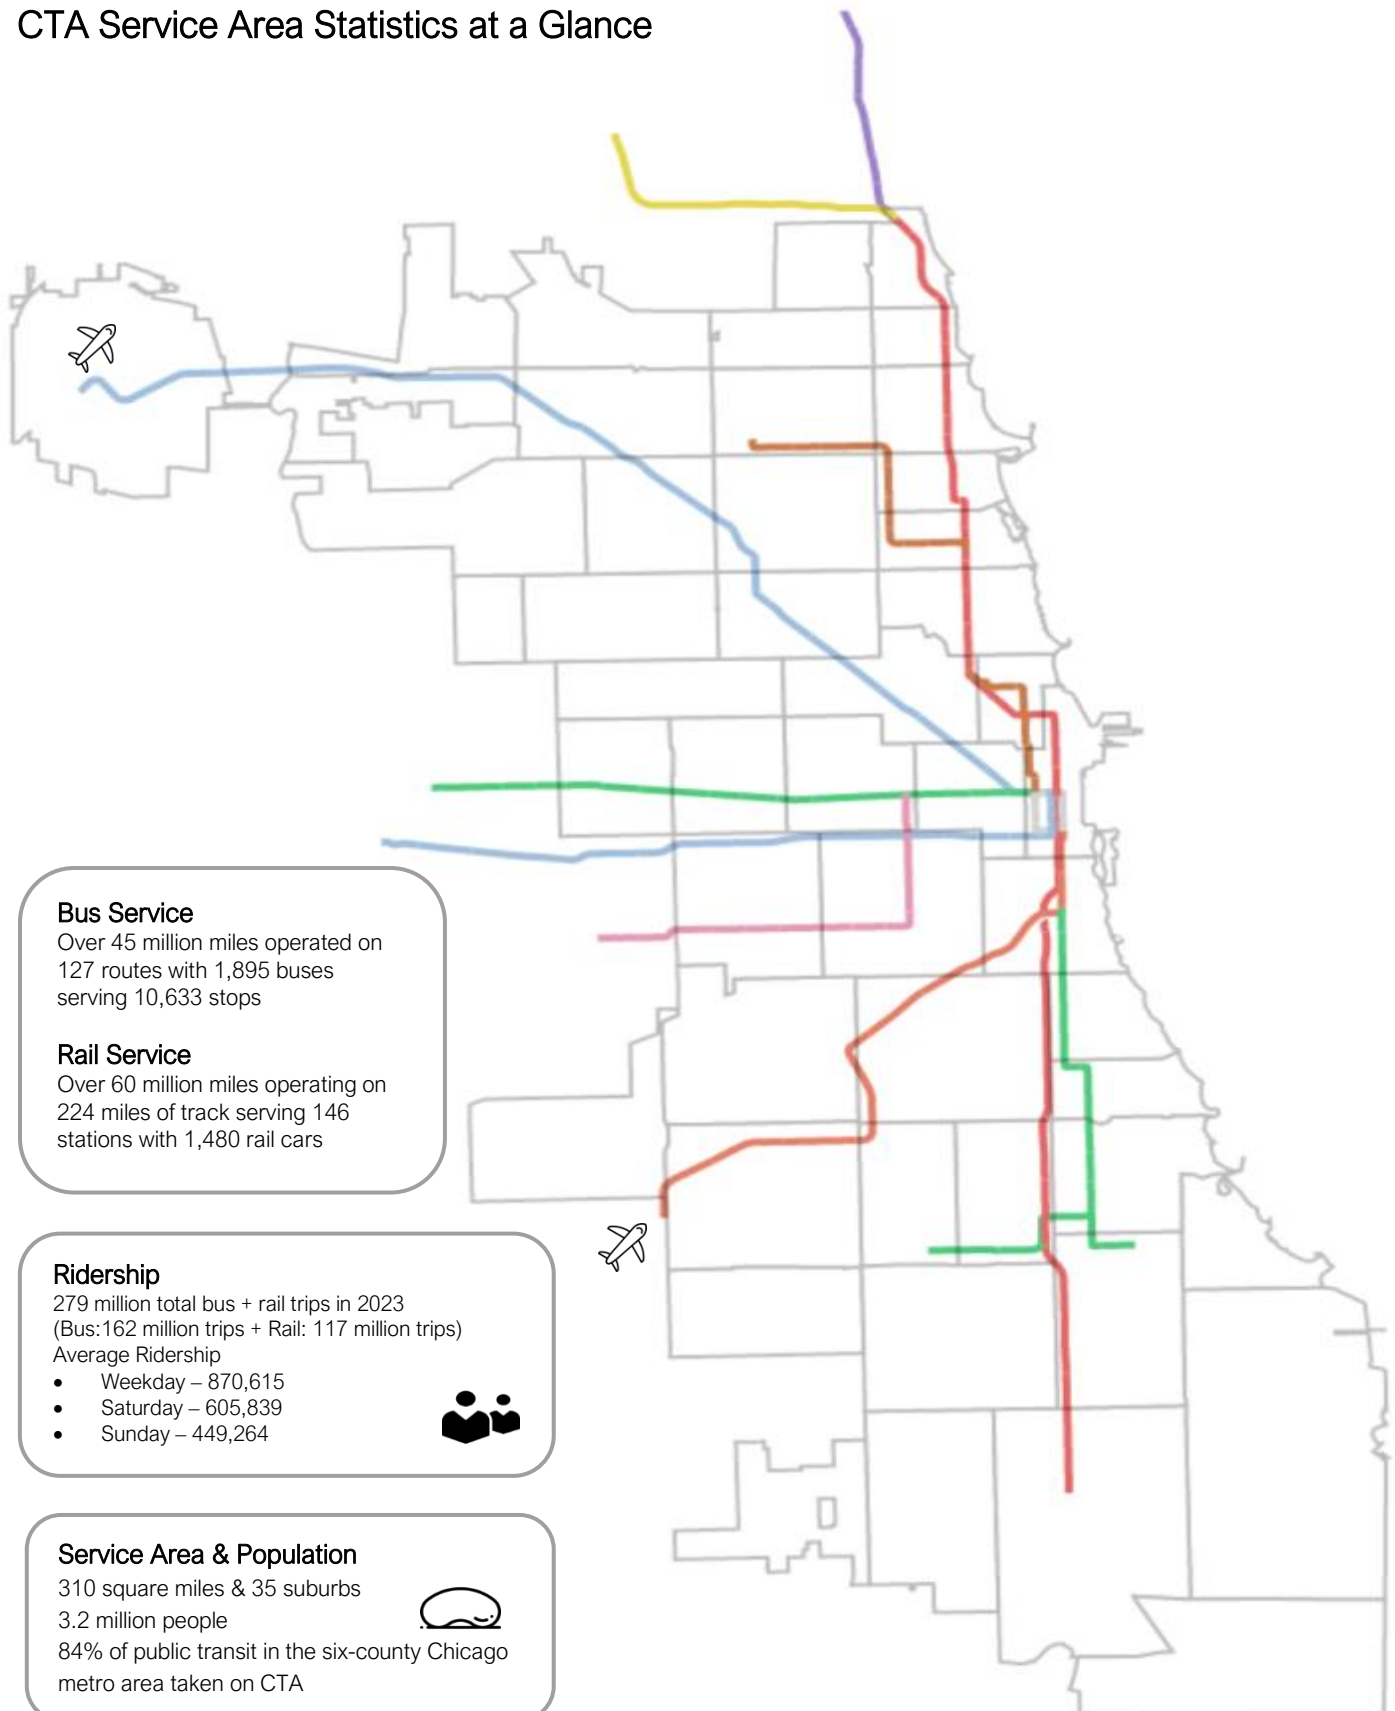 CTA Service Area Statistics at a Glance
Bus Service
Over 45 million miles operated on
127 routes with 1,895 buses
serving 10,633 stops
Rail Service
Over 60 million miles operating on
224 miles of track serving 146
stations with 1,480 rail cars
Ridership
279 million total bus + rail trips in 2023
(Bus:162 million trips + Rail: 117 million trips)
Average Ridership
• Weekday – 870,615
• Saturday – 605,839
• Sunday – 449,264
Service Area & Population
310 square miles & 35 suburbs
3.2 million people
84% of public transit in the six-county Chicago
metro area taken on CTA